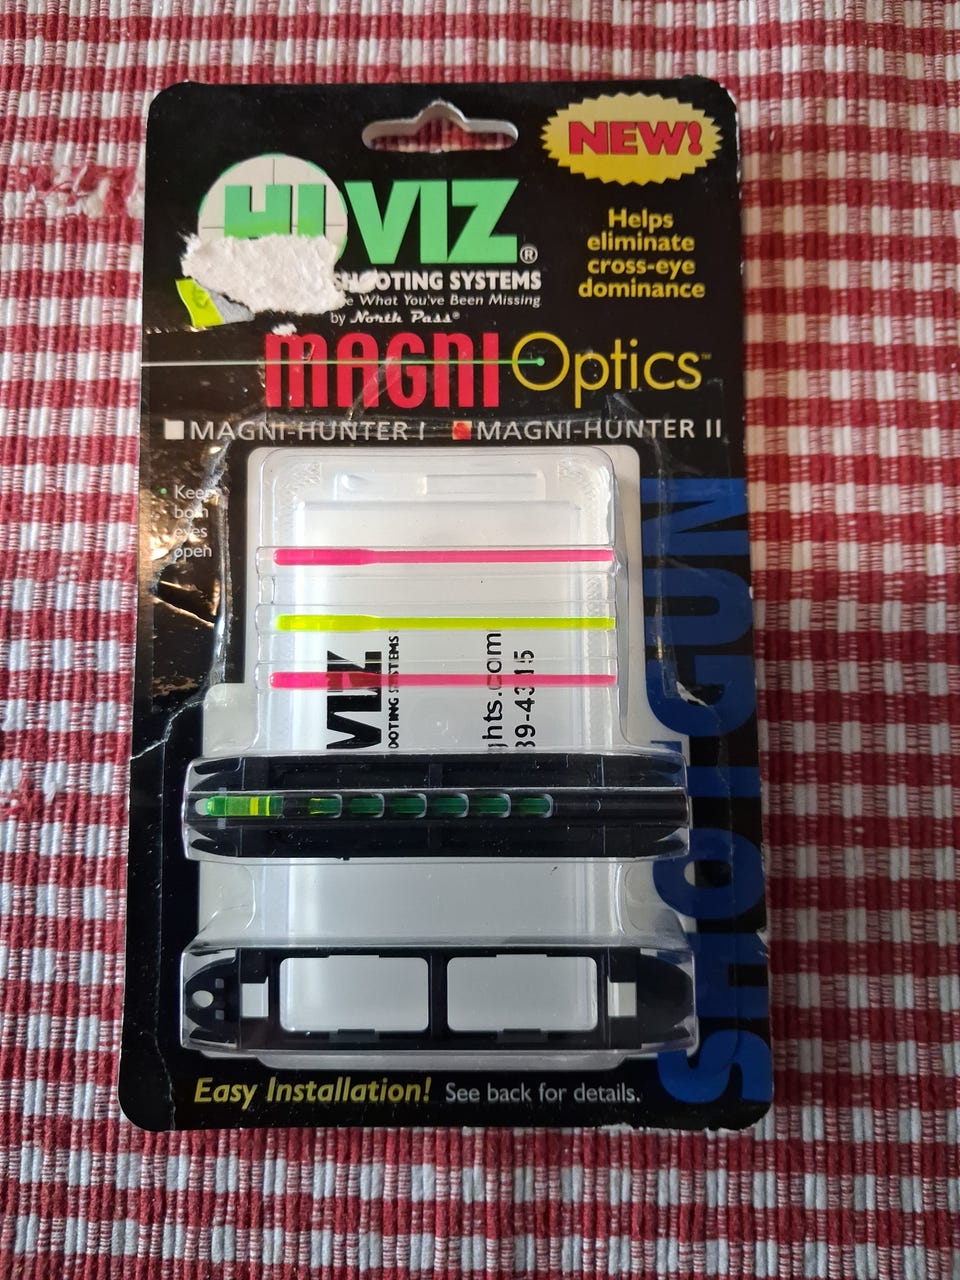 NEW!
HIVIZ®
SHOOTING SYSTEMS
What You've Been Missing
by North Pass®
Helps
eliminate
cross-eye
dominance
MAGNI Optics™
MAGNI-HUNTER I MAGNI-HUNTER II
• Keep
both
eyes
open
SHOTGUN
VIZ
OOTING SYSTEMS
ghts.com
39-4315
Easy Installation! See back for details.